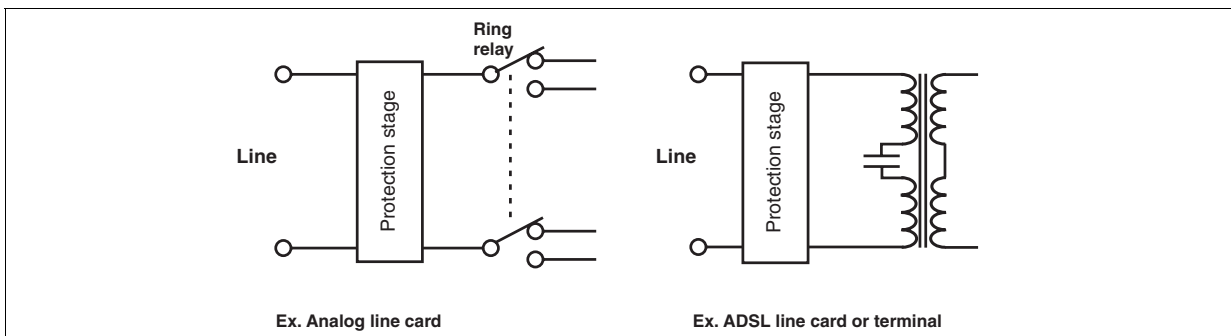 Ring
relay
Line
Protection stage
Ex. Analog line card
Line
Protection stage
Ex. ADSL line card or terminal